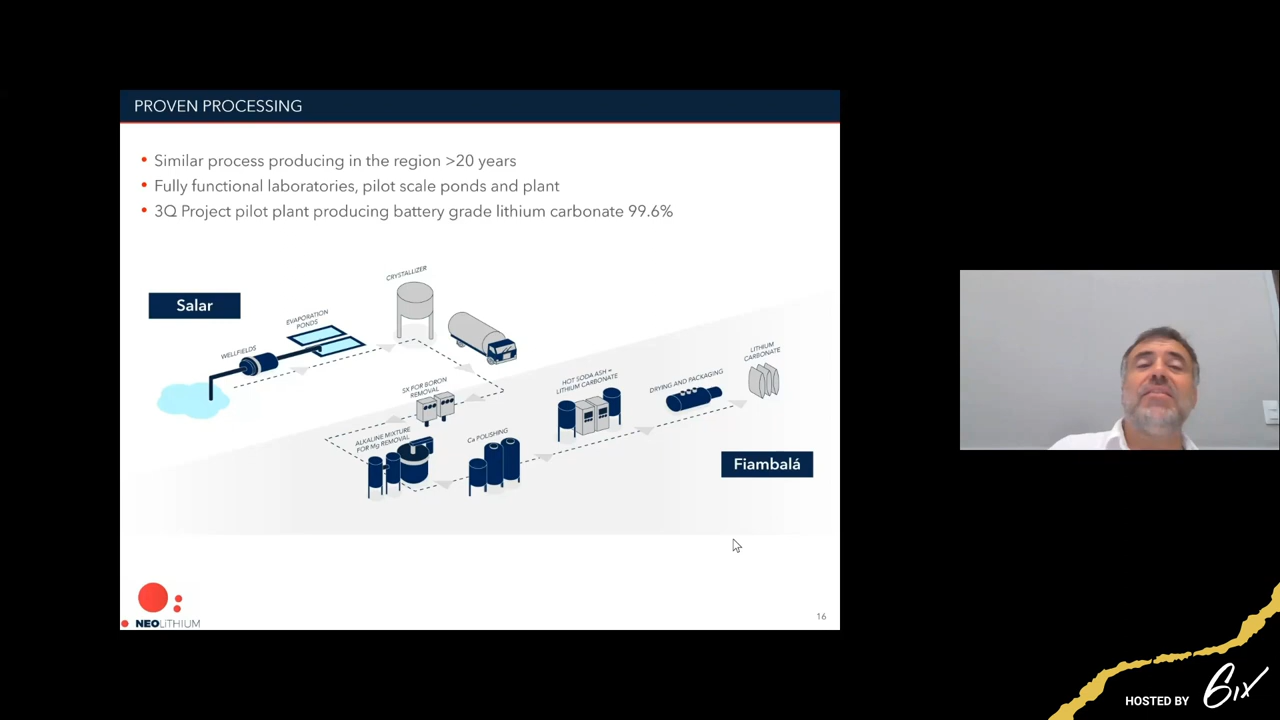 PROVEN PROCESSING
• Similar process producing in the region >20 years
• Fully functional laboratories, pilot scale ponds and plant
• 3Q Project pilot plant producing battery grade lithium carbonate 99.6%
Salar
WELLFIELDS
EVAPORATION
PONDS
CRYSTALLIZER
SX FOR BORON
REMOVAL
ALKALINE MIXTURE
FOR Mg REMOVAL
Ca POLISHING
HOT SODA ASH =
LITHIUM CARBONATE
DRYING AND PACKAGING
LITHIUM
CARBONATE
Fiambalá
NEOLITHIUM
16
HOSTED BY 6ix